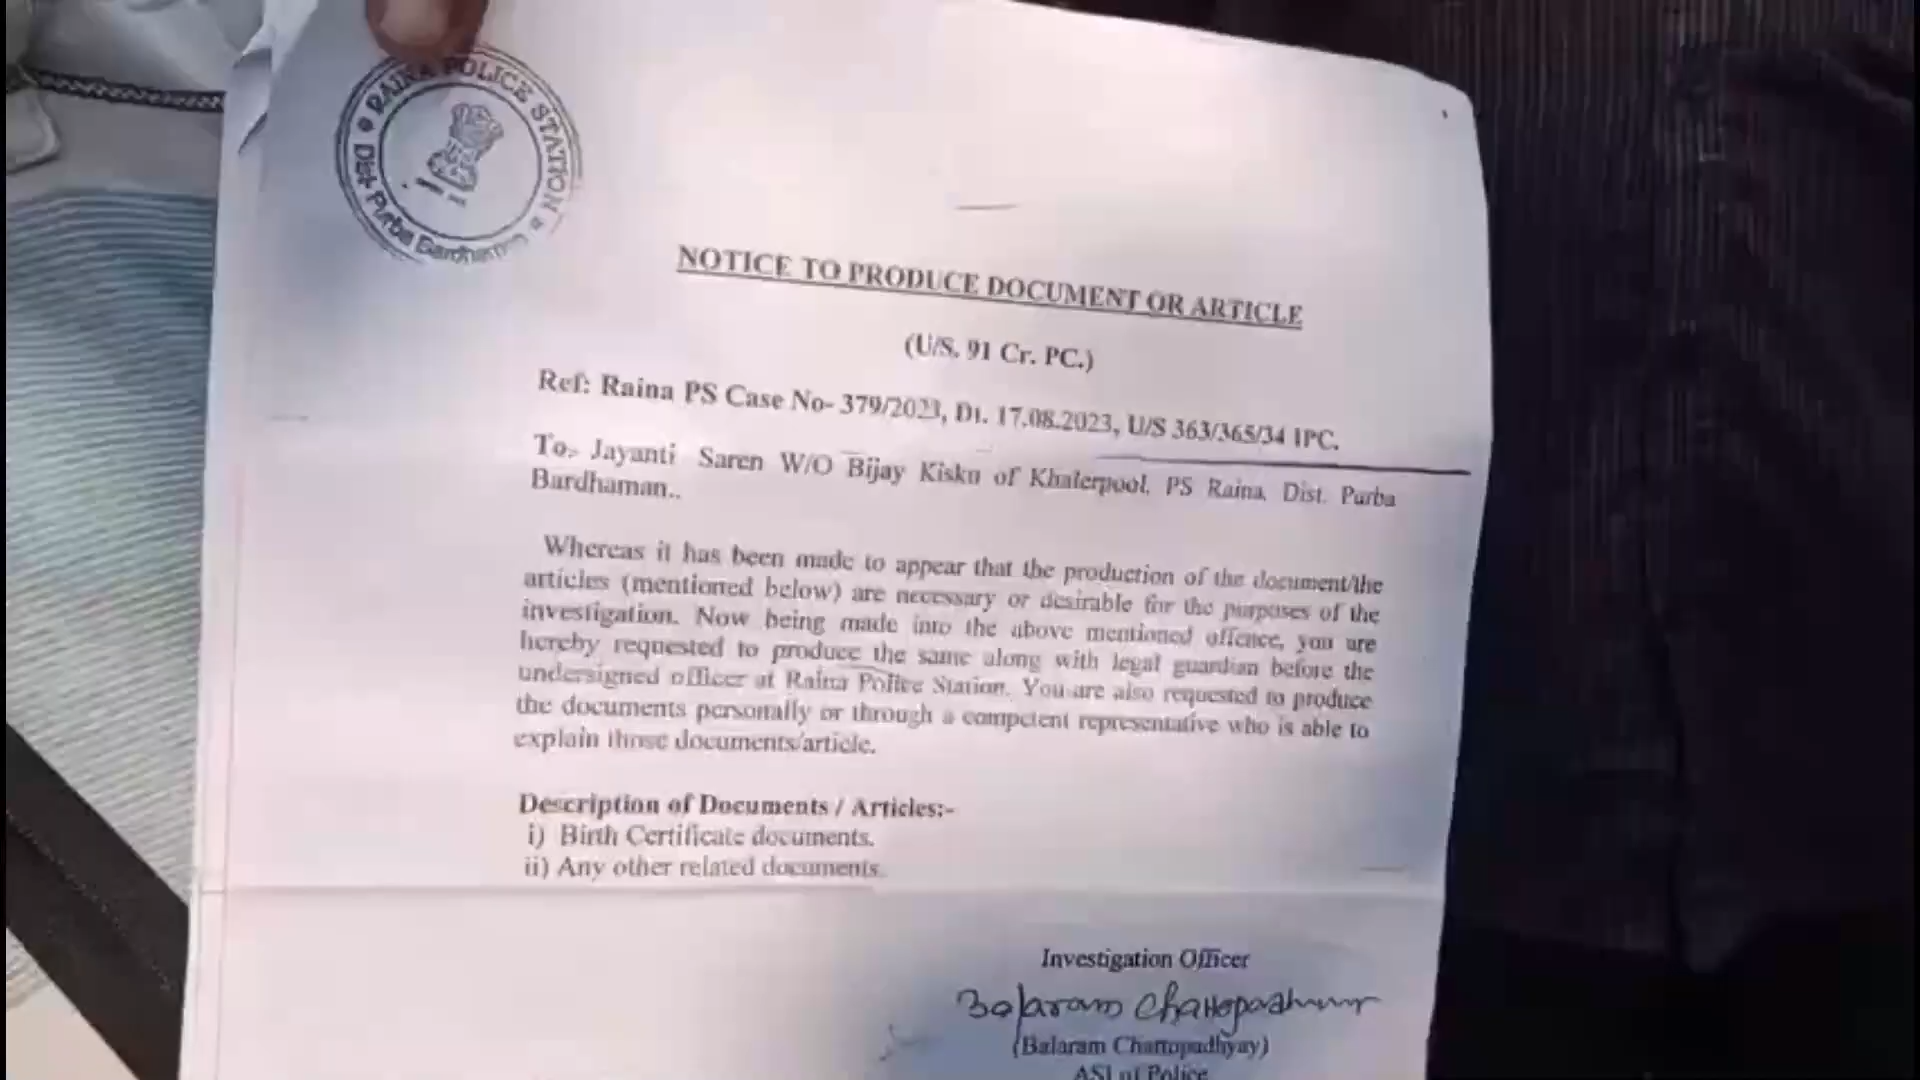 RAINA POLICE STATION
Dist Purba Bardhaman
NOTICE TO PRODUCE DOCUMENT OR ARTICLE
(U/S. 91 Cr. PC.)
Ref: Raina PS Case No- 379/2023, Dt. 17.08.2023, U/S 363/365/34 IPC.
To.- Jayanti Saren W/O Bijay Kisku of Khalerpool, PS Raina, Dist. Purba
Bardhaman..
Whereas it has been made to appear that the production of the document/the
articles (mentioned below) are necessary or desirable for the purposes of the
investigation. Now being made into the above mentioned offence, you are
hereby requested to produce the same along with legal guardian before the
undersigned officer at Raina Police Station. You are also requested to produce
the documents personally or through a competent representative who is able to
explain those documents/article.
Description of Documents / Articles:-
i) Birth Certificate documents.
ii) Any other related documents.
Investigation Officer
Balaram Chattopadhyay
(Balaram Chattopadhyay)
ASI of Police